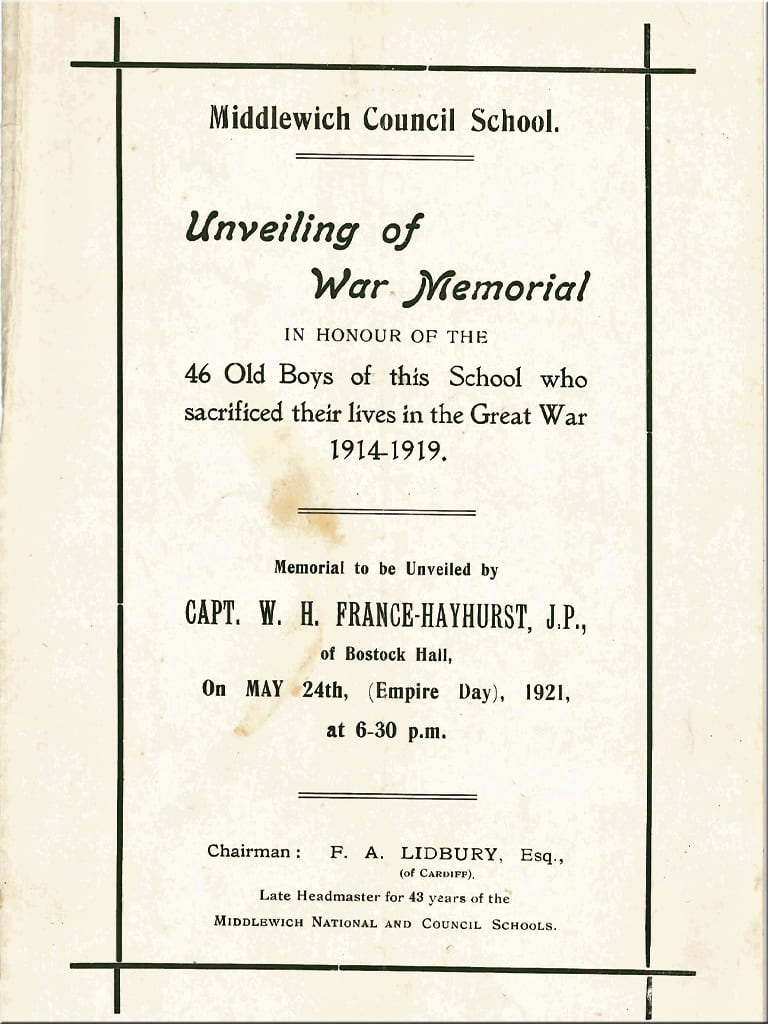 Middlewich Council School.
Unveiling of
War Memorial
IN HONOUR OF THE
46 Old Boys of this School who
sacrificed their lives in the Great War
1914-1919.
Memorial to be Unveiled by
CAPT. W. H. FRANCE-HAYHURST, J.P.,
of Bostock Hall,
On MAY 24th, (Empire Day), 1921,
at 6-30 p.m.
Chairman : F. A. LIDBURY, Esq.,
(of CARDIFF).
Late Headmaster for 43 years of the
MIDDLEWICH NATIONAL AND COUNCIL SCHOOLS.